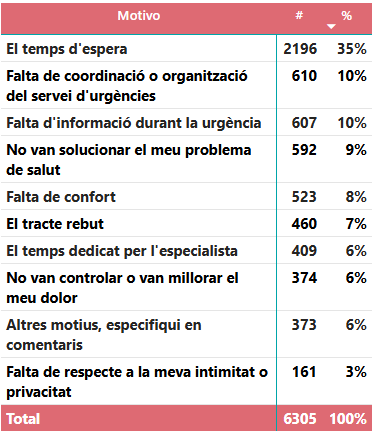 Motivo # %
El temps d'espera 2196 35%
Falta de coordinació o organització
del servei d'urgències 610 10%
Falta d'informació durant la urgència 607 10%
No van solucionar el meu problema
de salut 592 9%
Falta de confort 523 8%
El tracte rebut 460 7%
El temps dedicat per l'especialista 409 6%
No van controlar o van millorar el
meu dolor 374 6%
Altres motius, especifiqui en
comentaris 373 6%
Falta de respecte a la meva intimitat o
privacitat 161 3%
Total 6305 100%